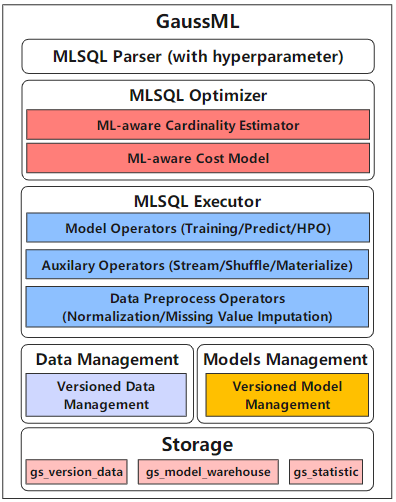 GaussML
MLSQL Parser (with hyperparameter)
MLSQL Optimizer
ML-aware Cardinality Estimator
ML-aware Cost Model
MLSQL Executor
Model Operators (Training/Predict/HPO)
Auxilary Operators (Stream/Shuffle/Materialize)
Data Preprocess Operators
(Normalization/Missing Value Imputation)
Data Management
Versioned Data
Management
Models Management
Versioned Model
Management
Storage
gs_version_data
gs_model_warehouse
gs_statistic